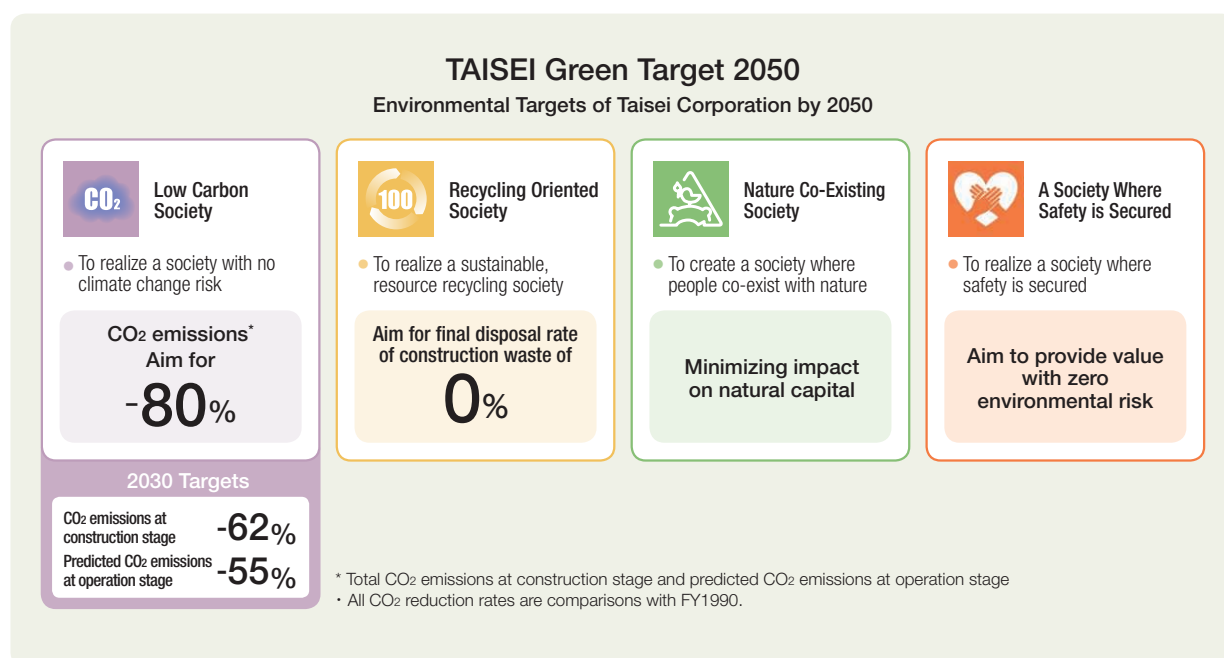 TAISEI Green Target 2050
Environmental Targets of Taisei Corporation by 2050
CO2
Low Carbon
Society
• To realize a society with no
climate change risk
CO2 emissions*
Aim for
-80%
2030 Targets
CO2 emissions at
construction stage
-62%
Predicted CO2 emissions
at operation stage
-55%
100
Recycling Oriented
Society
• To realize a sustainable,
resource recycling society
Aim for final disposal rate
of construction waste of
0%
Nature Co-Existing
Society
• To create a society where
people co-exist with nature
Minimizing impact
on natural capital
A Society Where
Safety is Secured
• To realize a society where
safety is secured
Aim to provide value
with zero
environmental risk
* Total CO2 emissions at construction stage and predicted CO2 emissions at operation stage
・All CO2 reduction rates are comparisons with FY1990.